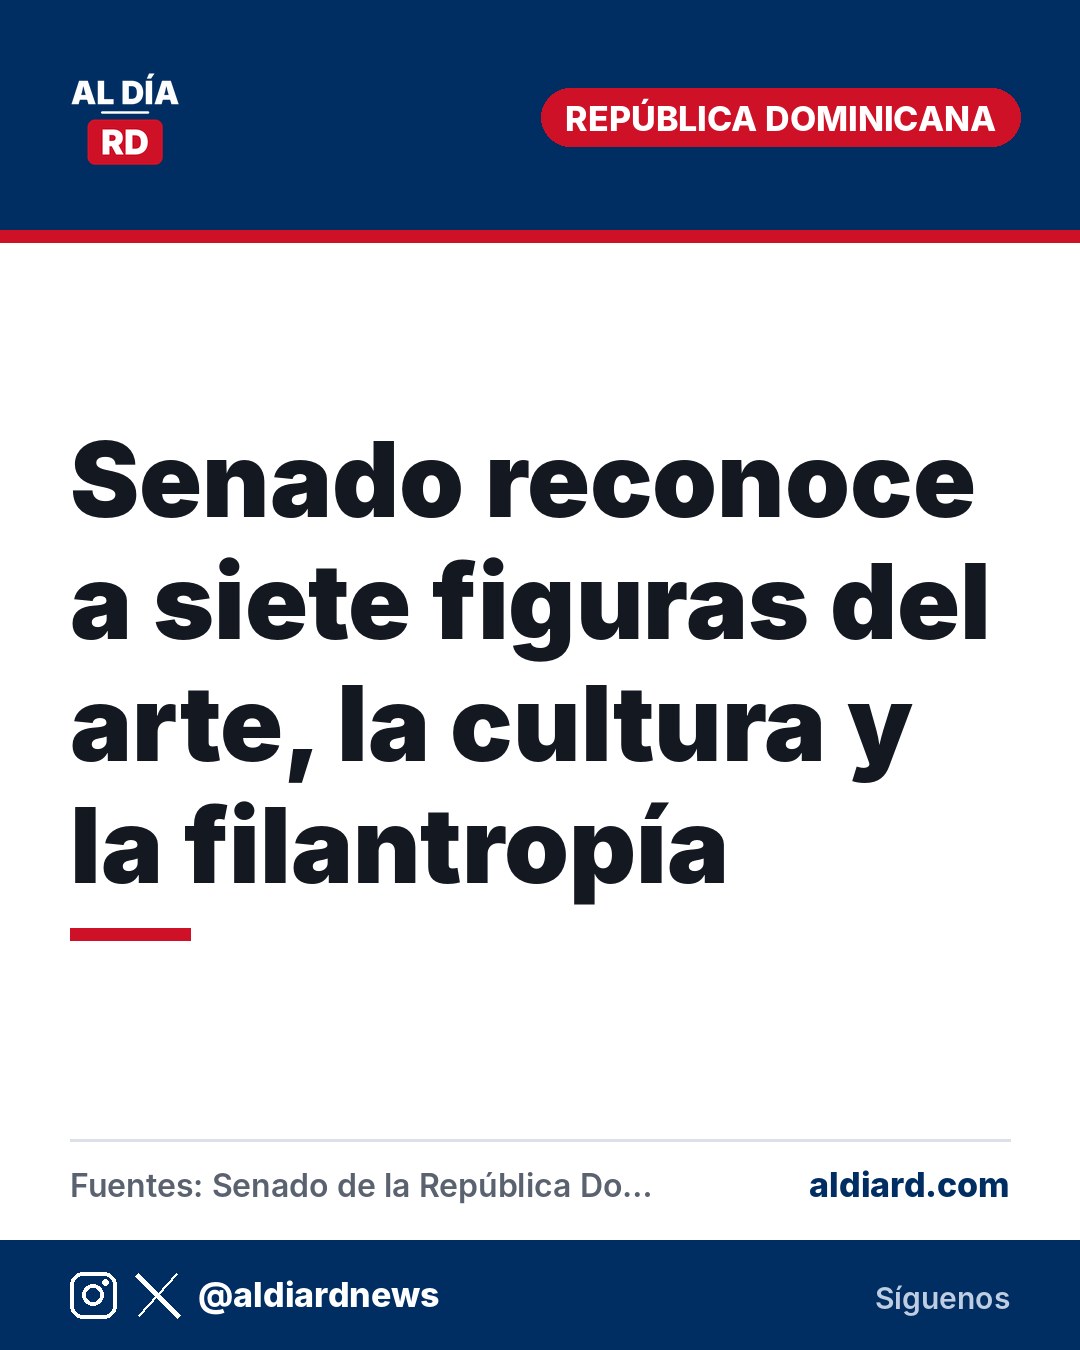 AL DÍA
RD
REPÚBLICA DOMINICANA
Senado reconoce
a siete figuras del
arte, la cultura y
la filantropía
Fuentes: Senado de la República Do...
aldiard.com
@aldiardnews
Síguenos